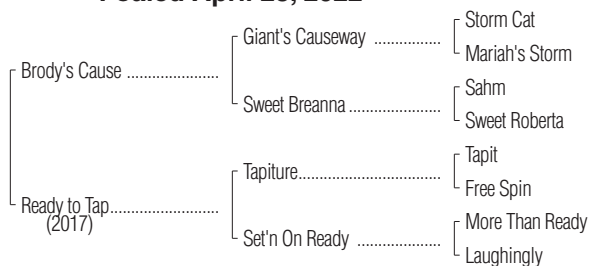 Foaled April 28, 2022
Storm Cat
Giant's Causeway ................
Mariah's Storm
Brody's Cause ......................
Sahm
Sweet Breanna ......................
Sweet Roberta
Tapit
Tapiture...................................
Free Spin
Ready to Tap..........................
(2017)
More Than Ready
Set'n On Ready ....................
Laughingly